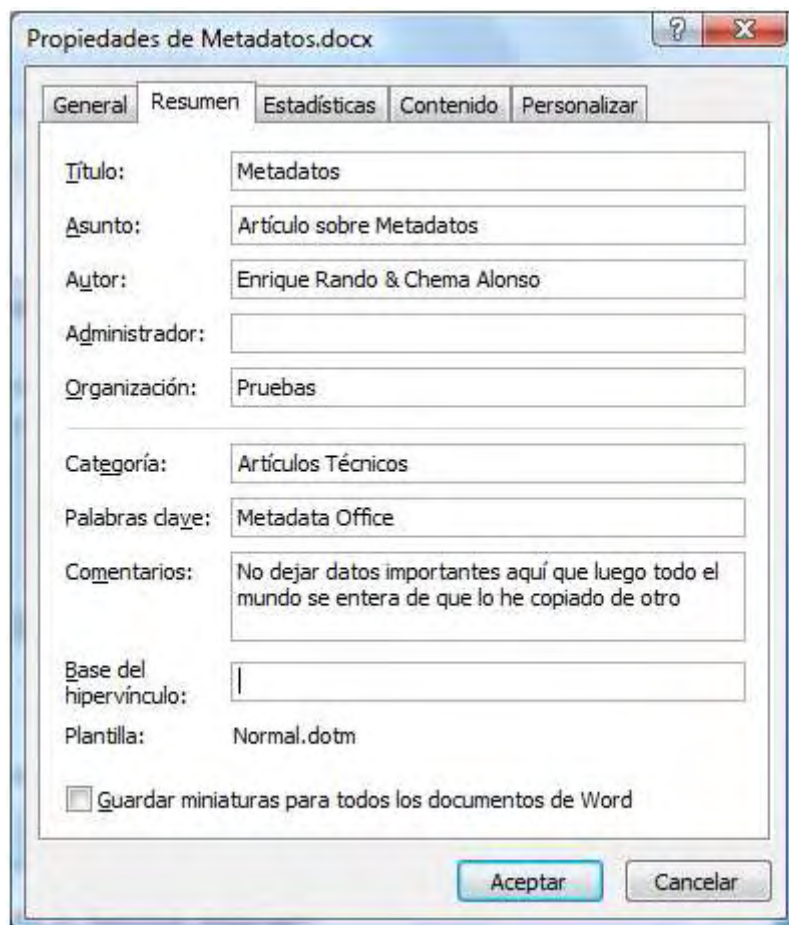 Propiedades de Metadatos.docx
General Resumen Estadísticas Contenido Personalizar
Título: Metadatos
Asunto: Artículo sobre Metadatos
Autor: Enrique Rando & Chema Alonso
Administrador:
Organización: Pruebas
Categoría: Artículos Técnicos
Palabras clave: Metadata Office
Comentarios: No dejar datos importantes aquí que luego todo el
mundo se entera de que lo he copiado de otro
Base del
hipervínculo:
Plantilla: Normal.dotm
Guardar miniaturas para todos los documentos de Word
Aceptar Cancelar